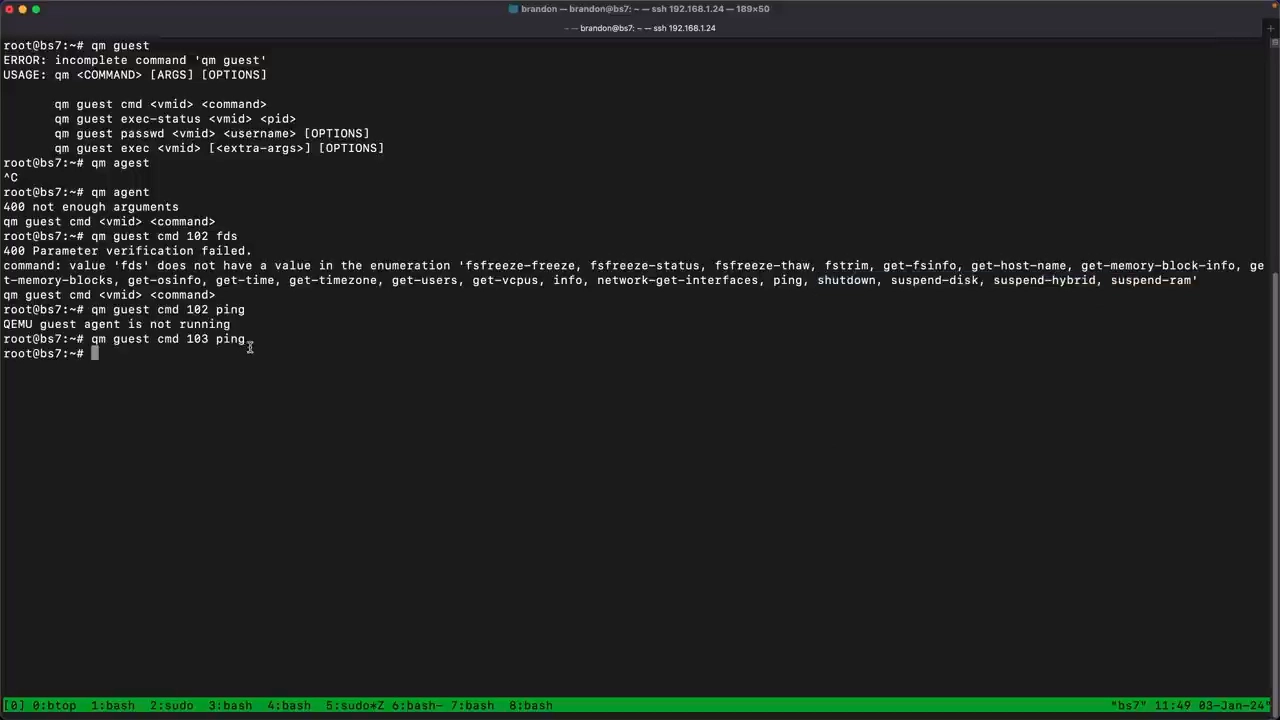 brandon — brandon@bs7: ~ — ssh 192.168.1.24 — 189×50
~ — brandon@bs7: ~ — ssh 192.168.1.24
root@bs7:~# qm guest
ERROR: incomplete command 'qm guest'
USAGE: qm <COMMAND> [ARGS] [OPTIONS]
qm guest cmd <vmid> <command>
qm guest exec-status <vmid> <pid>
qm guest passwd <vmid> <username> [OPTIONS]
qm guest exec <vmid> [<extra-args>] [OPTIONS]
root@bs7:~# qm agest
^C
root@bs7:~# qm agent
400 not enough arguments
qm guest cmd <vmid> <command>
root@bs7:~# qm guest cmd 102 fds
400 Parameter verification failed.
command: value 'fds' does not have a value in the enumeration 'fsfreeze-freeze, fsfreeze-status, fsfreeze-thaw, fstrim, get-fsinfo, get-host-name, get-memory-block-info, ge
t-memory-blocks, get-osinfo, get-time, get-timezone, get-users, get-vcpus, info, network-get-interfaces, ping, shutdown, suspend-disk, suspend-hybrid, suspend-ram'
qm guest cmd <vmid> <command>
root@bs7:~# qm guest cmd 102 ping
QEMU guest agent is not running
root@bs7:~# qm guest cmd 103 ping
root@bs7:~#
[0] 0:btop 1:bash 2:sudo 3:bash 4:bash 5:sudo*Z 6:bash- 7:bash 8:bash "bs7" 11:49 03-Jan-24